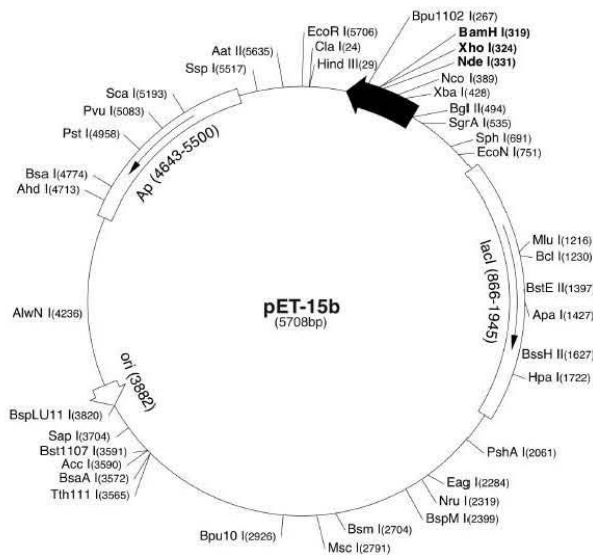 EcoR I(5706)
Cla I(24)
Hind III(29)
Bpu1102 I(267)
BamH I(319)
Xho I(324)
Nde I(331)
Nco I(389)
Xba I(428)
Bgl II(494)
SgrA I(535)
Sph I(691)
EcoN I(751)
lacI (866-1945)
Mlu I(1216)
Bcl I(1230)
BstE II(1397)
Apa I(1427)
BssH II(1627)
Hpa I(1722)
PshA I(2061)
Eag I(2284)
Nru I(2319)
BspM I(2399)
Bsm I(2704)
Msc I(2791)
Bpu10 I(2926)
Tth111 I(3565)
BsaA I(3572)
Acc I(3590)
Bst1107 I(3591)
Sap I(3704)
BspLU11 I(3820)
ori (3882)
AlwN I(4236)
Ahd I(4713)
Bsa I(4774)
Ap (4643-5500)
Pst I(4958)
Pvu I(5083)
Sca I(5193)
Ssp I(5517)
Aat II(5635)
pET-15b
(5708bp)